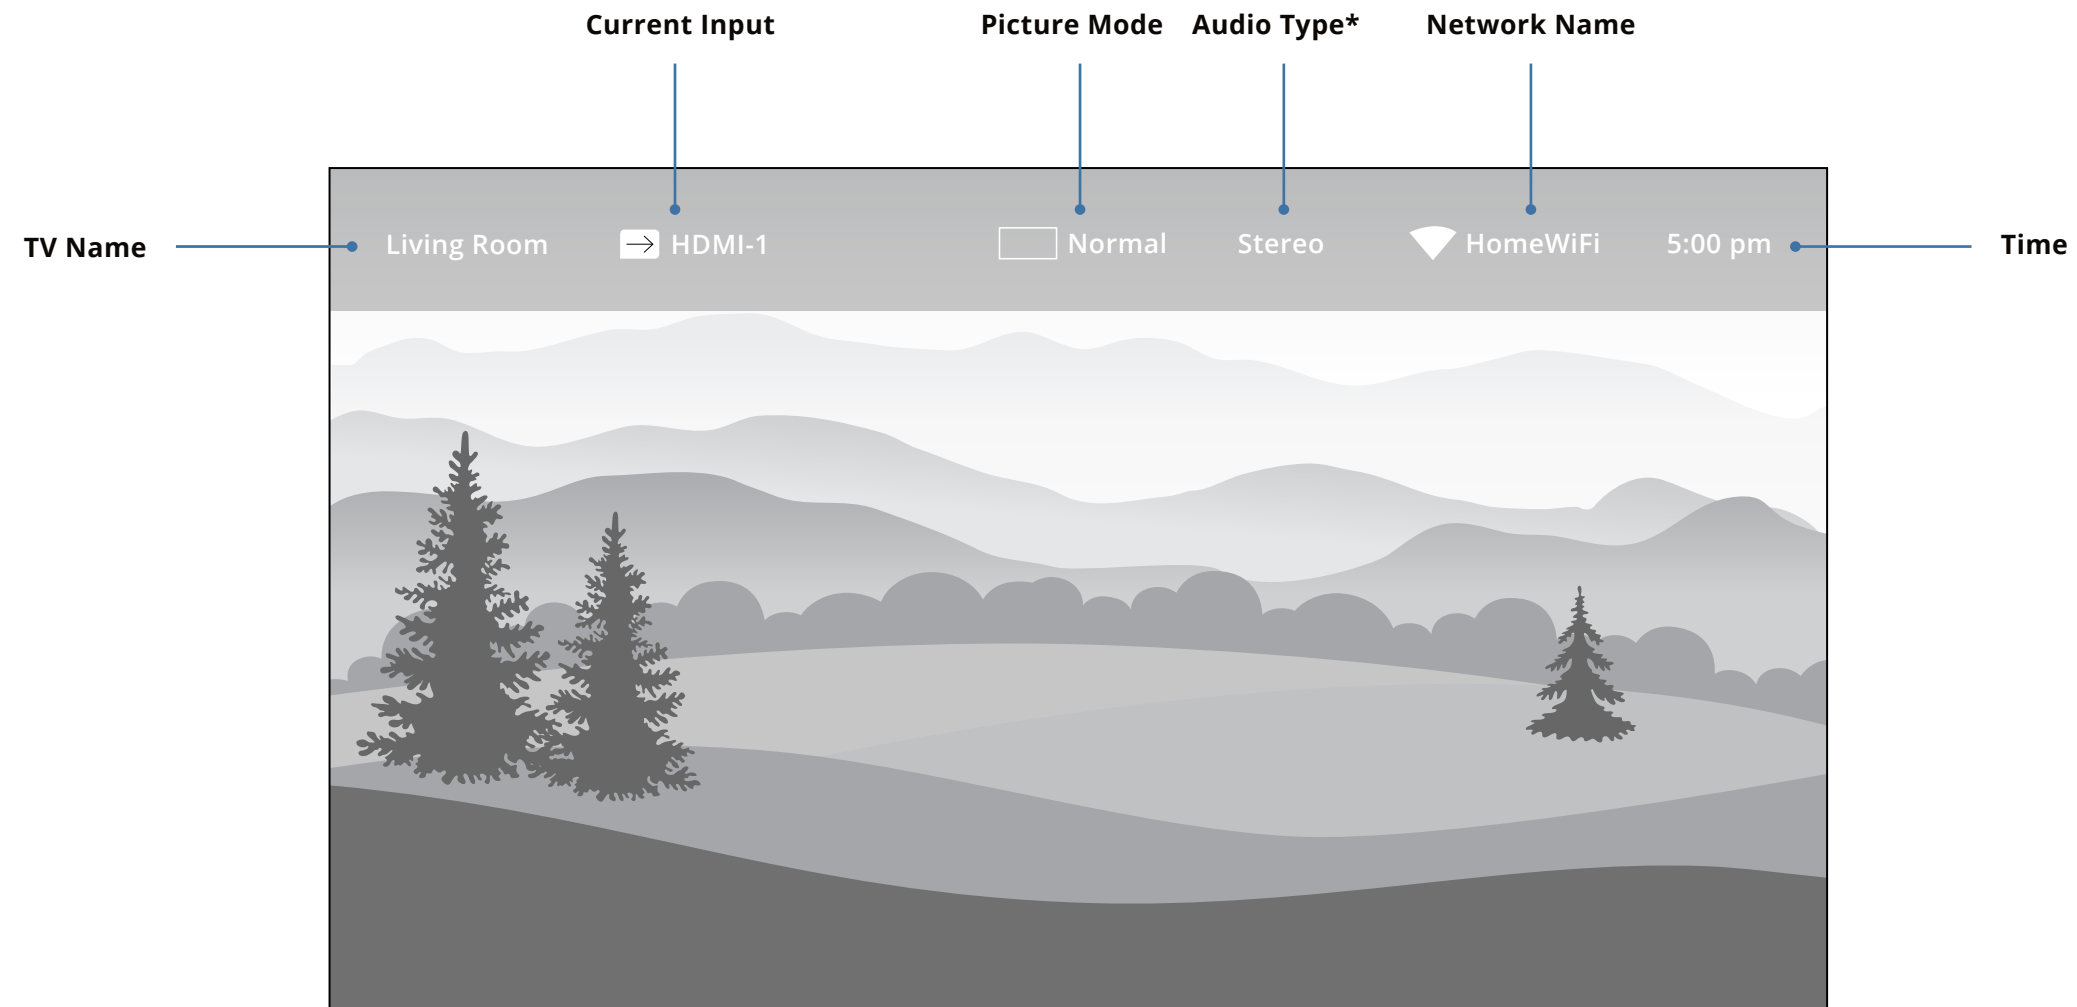 Current Input Picture Mode Audio Type* Network Name
TV Name Living Room HDMI-1 Normal Stereo HomeWiFi 5:00 pm Time